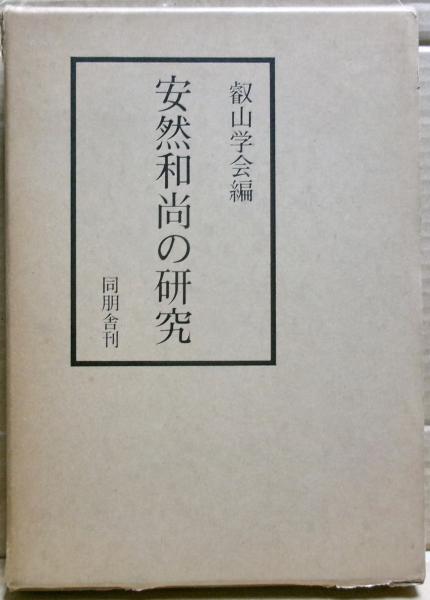 叡山学会編
安然和尚の研究
同朋舎刊